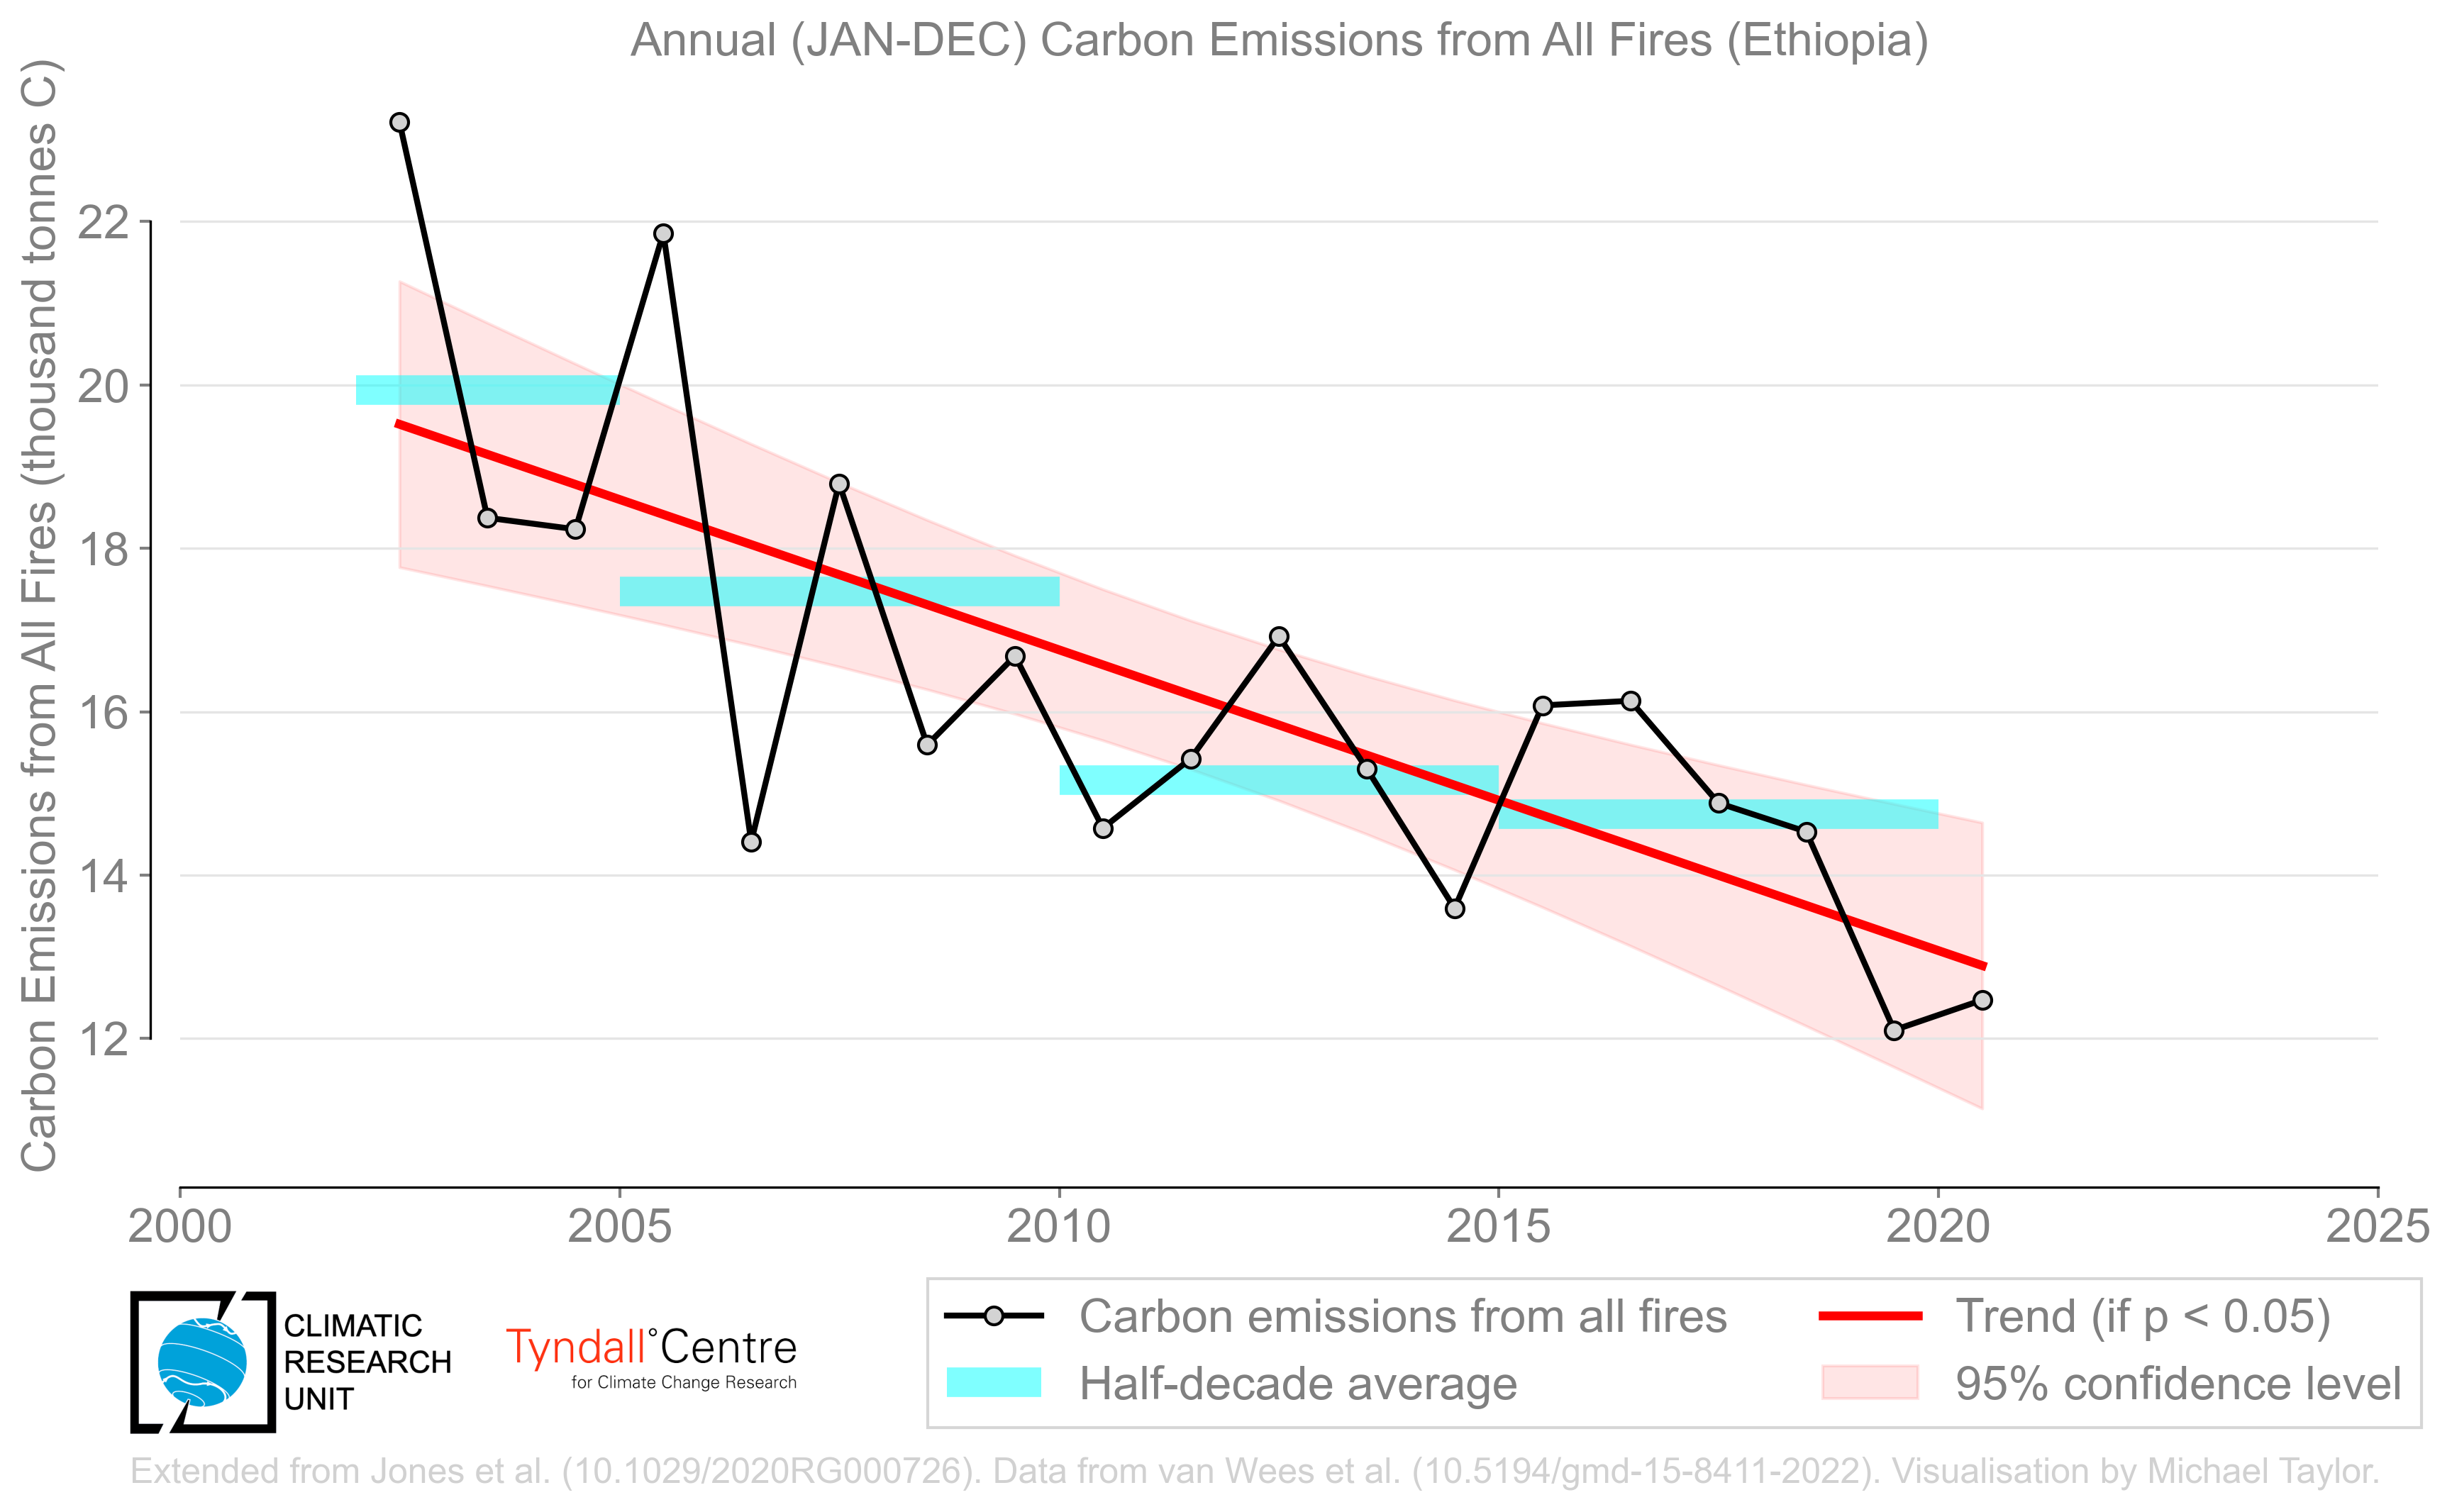 Annual (JAN-DEC) Carbon Emissions from All Fires (Ethiopia)
Carbon Emissions from All Fires (thousand tonnes C)
22
20
18
16
14
12
2000 2005 2010 2015 2020 2025
CLIMATIC
RESEARCH
UNIT
Tyndall°Centre
for Climate Change Research
Carbon emissions from all fires
Half-decade average
Trend (if p < 0.05)
95% confidence level
Extended from Jones et al. (10.1029/2020RG000726). Data from van Wees et al. (10.5194/gmd-15-8411-2022). Visualisation by Michael Taylor.